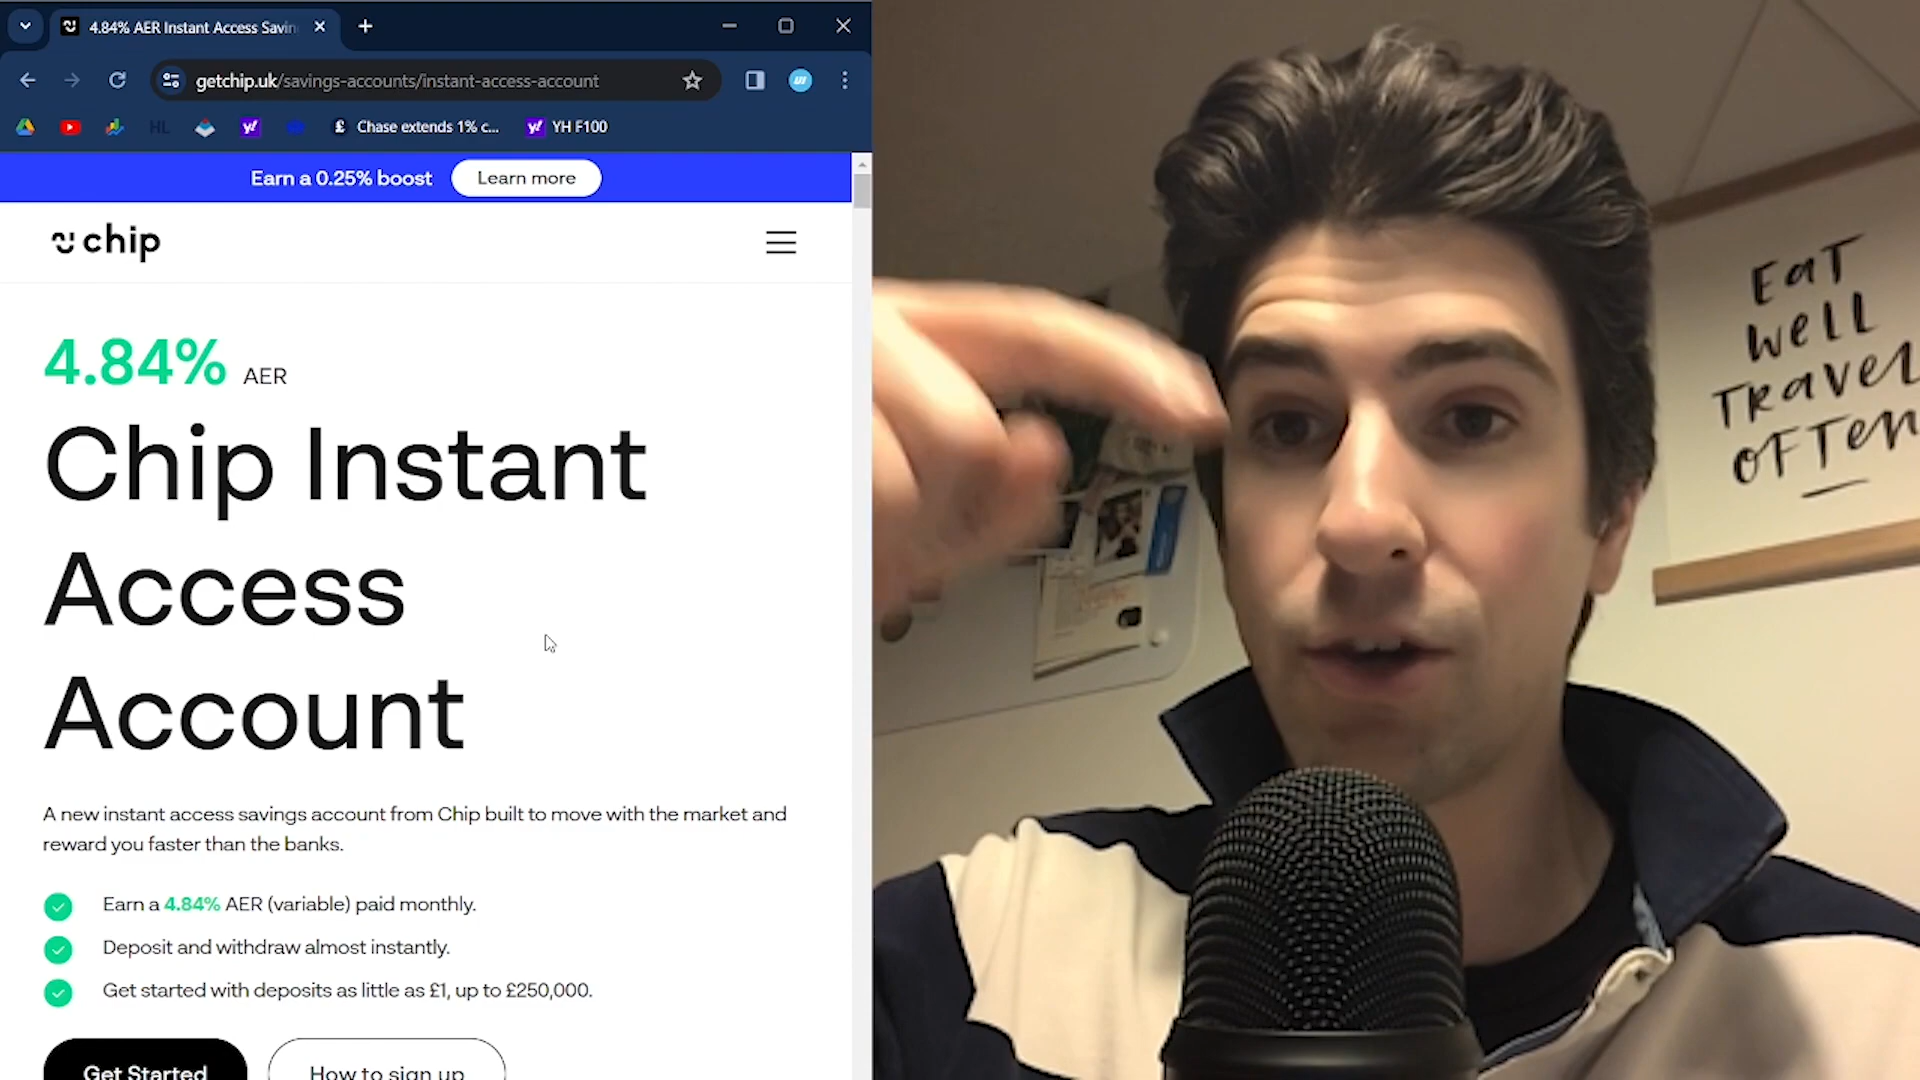 4.84% AER Instant Access Savin
getchip.uk/savings-accounts/instant-access-account
HL
Chase extends 1% c...
YH F100
Earn a 0.25% boost
Learn more
chip
4.84% AER
Chip Instant
Access
Account
A new instant access savings account from Chip built to move with the market and
reward you faster than the banks.
Earn a 4.84% AER (variable) paid monthly.
Deposit and withdraw almost instantly.
Get started with deposits as little as £1, up to £250,000.
Get Started
How to sign up
EAT
WELL
TRAVEL
OFTEN